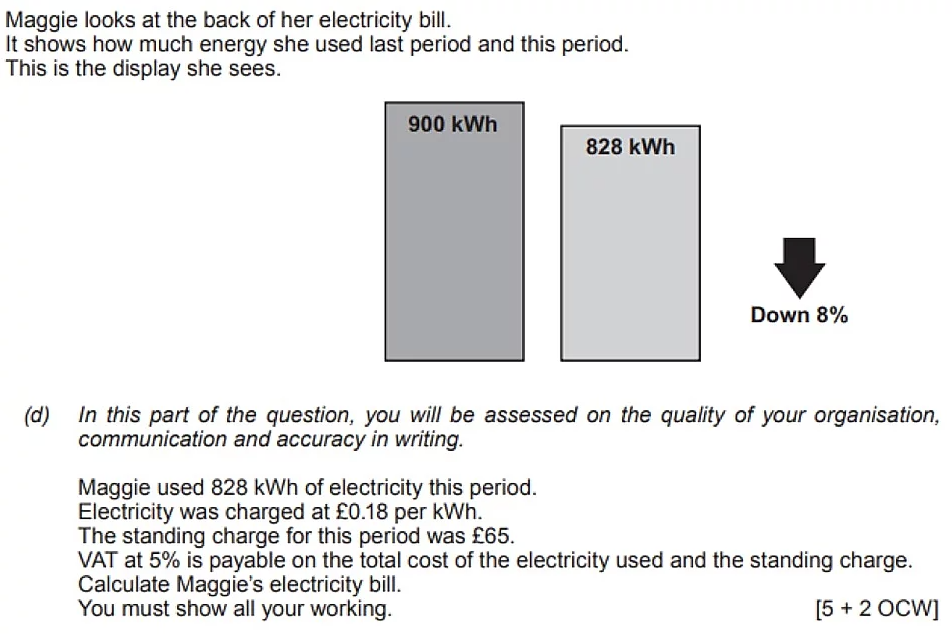 Maggie looks at the back of her electricity bill.
It shows how much energy she used last period and this period.
This is the display she sees.
900 kWh
828 kWh
Down 8%
(d) In this part of the question, you will be assessed on the quality of your organisation,
communication and accuracy in writing.
Maggie used 828 kWh of electricity this period.
Electricity was charged at £0.18 per kWh.
The standing charge for this period was £65.
VAT at 5% is payable on the total cost of the electricity used and the standing charge.
Calculate Maggie's electricity bill.
You must show all your working. [5 + 2 OCW]